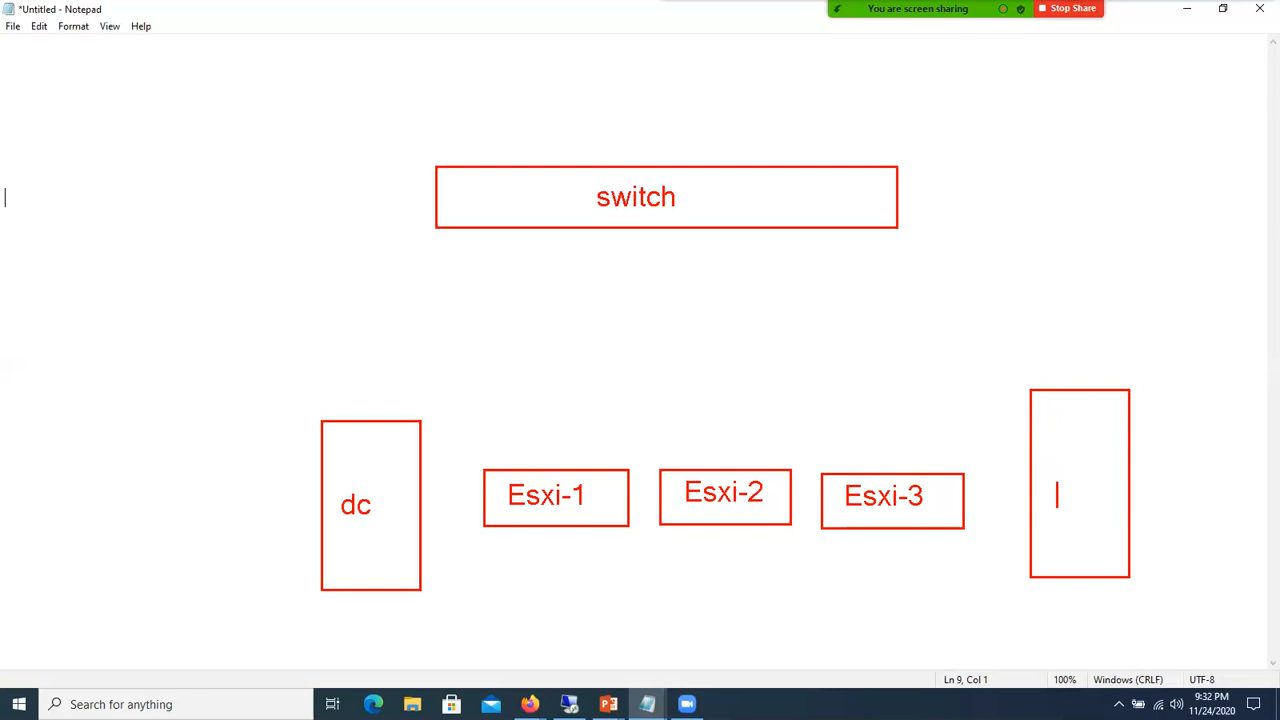 *Untitled - Notepad
You are screen sharing
Stop Share
File Edit Format View Help
switch
dc
Esxi-1
Esxi-2
Esxi-3
Ln 9, Col 1
100%
Windows (CRLF)
UTF-8
Search for anything
9:32 PM
11/24/2020